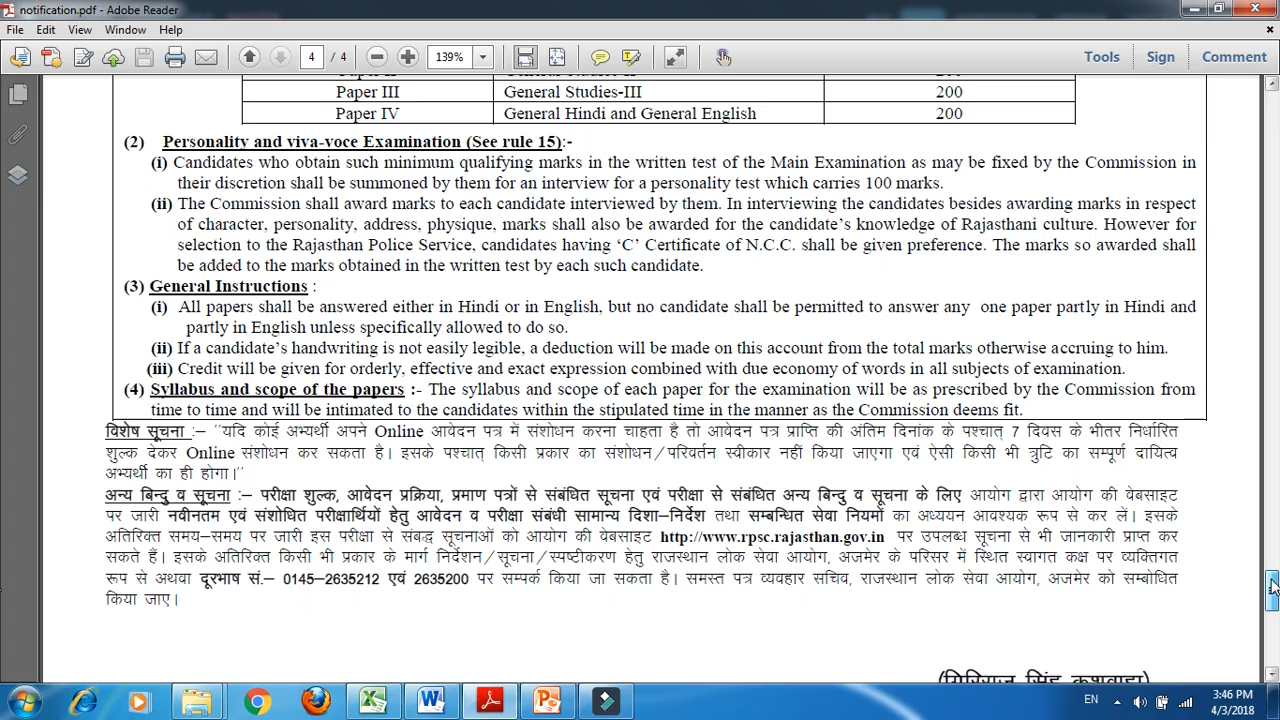 notification.pdf - Adobe Reader
File Edit View Window Help
4 / 4 139% Tools Sign Comment
Paper II General Studies-II 200
Paper III General Studies-III 200
Paper IV General Hindi and General English 200
(2) Personality and viva-voce Examination (See rule 15):-
(i) Candidates who obtain such minimum qualifying marks in the written test of the Main Examination as may be fixed by the Commission in
their discretion shall be summoned by them for an interview for a personality test which carries 100 marks.
(ii) The Commission shall award marks to each candidate interviewed by them. In interviewing the candidates besides awarding marks in respect
of character, personality, address, physique, marks shall also be awarded for the candidate's knowledge of Rajasthani culture. However for
selection to the Rajasthan Police Service, candidates having 'C' Certificate of N.C.C. shall be given preference. The marks so awarded shall
be added to the marks obtained in the written test by each such candidate.
(3) General Instructions :
(i) All papers shall be answered either in Hindi or in English, but no candidate shall be permitted to answer any one paper partly in Hindi and
partly in English unless specifically allowed to do so.
(ii) If a candidate's handwriting is not easily legible, a deduction will be made on this account from the total marks otherwise accruing to him.
(iii) Credit will be given for orderly, effective and exact expression combined with due economy of words in all subjects of examination.
(4) Syllabus and scope of the papers :- The syllabus and scope of each paper for the examination will be as prescribed by the Commission from
time to time and will be intimated to the candidates within the stipulated time in the manner as the Commission deems fit.
विशेष सूचना :– ''यदि कोई अभ्यर्थी अपने Online आवेदन पत्र में संशोधन करना चाहता है तो आवेदन पत्र प्राप्ति की अंतिम दिनांक के पश्चात् 7 दिवस के भीतर निर्धारित
शुल्क देकर Online संशोधन कर सकता है। इसके पश्चात् किसी प्रकार का संशोधन/परिवर्तन स्वीकार नहीं किया जाएगा एवं ऐसी किसी भी त्रुटि का सम्पूर्ण दायित्व
अभ्यर्थी का ही होगा।''
अन्य बिन्दु व सूचना :– परीक्षा शुल्क, आवेदन प्रक्रिया, प्रमाण पत्रों से संबंधित सूचना एवं परीक्षा से संबंधित अन्य बिन्दु व सूचना के लिए आयोग द्वारा आयोग की वेबसाइट
पर जारी नवीनतम एवं संशोधित परीक्षार्थियों हेतु आवेदन व परीक्षा संबंधी सामान्य दिशा–निर्देश तथा सम्बन्धित सेवा नियमों का अध्ययन आवश्यक रूप से कर लें। इसके
अतिरिक्त समय–समय पर जारी इस परीक्षा से संबद्ध सूचनाओं को आयोग की वेबसाइट http://www.rpsc.rajasthan.gov.in पर उपलब्ध सूचना से भी जानकारी प्राप्त कर
सकते हैं। इसके अतिरिक्त किसी भी प्रकार के मार्ग निर्देशन/सूचना/स्पष्टीकरण हेतु राजस्थान लोक सेवा आयोग, अजमेर के परिसर में स्थित स्वागत कक्ष पर व्यक्तिगत
रूप से अथवा दूरभाष सं.– 0145–2635212 एवं 2635200 पर सम्पर्क किया जा सकता है। समस्त पत्र व्यवहार सचिव, राजस्थान लोक सेवा आयोग, अजमेर को सम्बोधित
किया जाए।
(गिरिराज सिंह कुशवाहा)
EN 3:46 PM
4/3/2018